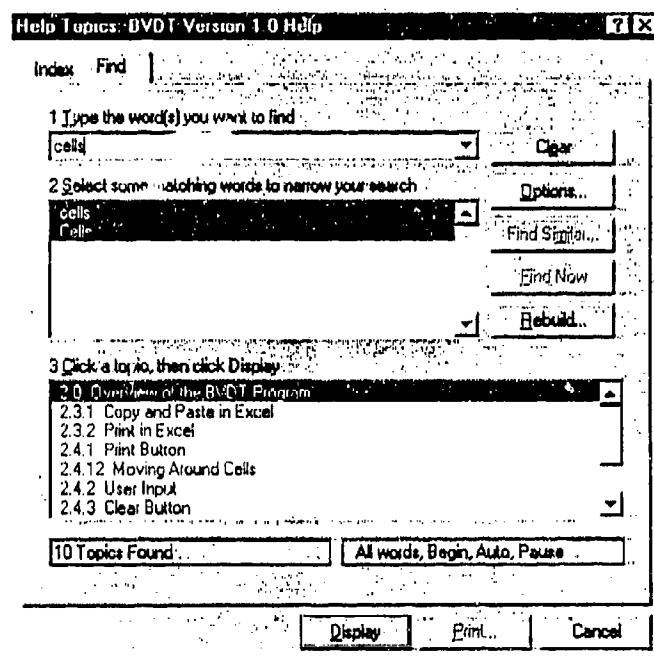 Help Topics: BVDT Version 1.0 Help
Index Find
1 Type the word(s) you want to find
cells
Clear
2 Select some matching words to narrow your search
Options...
cells
Cells
Find Similar...
Find Now
Rebuild...
3 Click a topic, then click Display
2.0 Overview of the BVDT Program
2.3.1 Copy and Paste in Excel
2.3.2 Print in Excel
2.4.1 Print Button
2.4.12 Moving Around Cells
2.4.2 User Input
2.4.3 Clear Button
10 Topics Found
All words, Begin, Auto, Pause
Display Print... Cancel